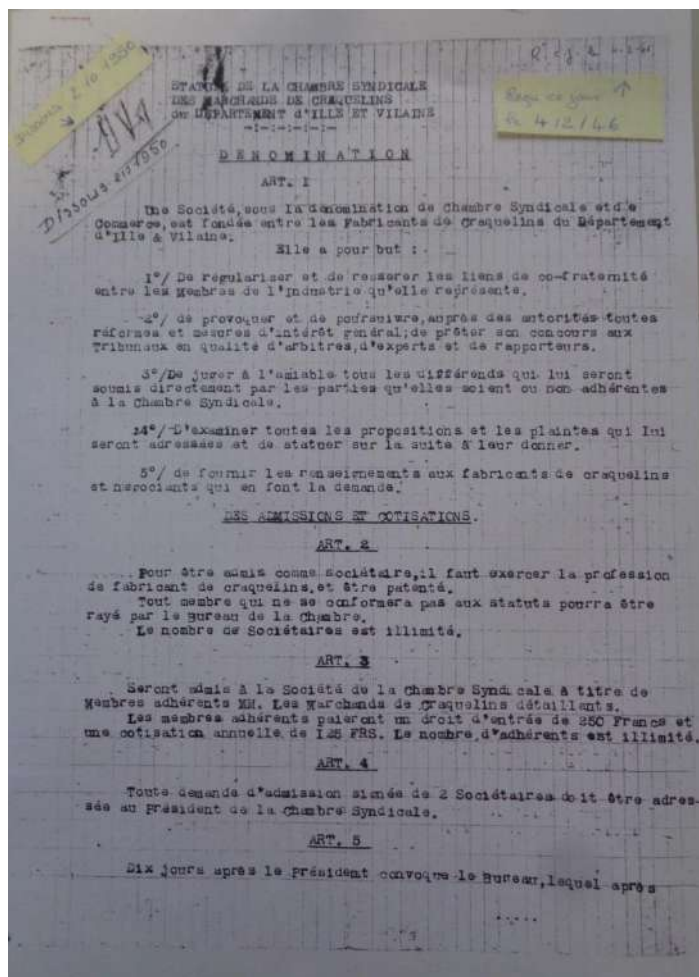 Dissous 2 10 1950
Reçu ce jour
le 4/12/46
DISSOUS en 1950
STATUTS DE LA CHAMBRE SYNDICALE
DES MARCHANDS DE CRAQUELINS
du DEPARTEMENT d'ILLE ET VILAINE
-:-:-:-:-:-
DENOMINATION
ART. I
Une Société, sous la dénomination de Chambre Syndicale etd e
Commerce, est fondée entre les Fabricants de Craquelins du Département
d'Ille & Vilaine.
Elle a pour but :
I°/ De régulariser et de resserer les liens de co-fraternité
entre les Membres de l'Industrie qu'elle représente.
2°/ de provoquer et de poursuivre, auprès des autorités toutes
réformes et mesures d'intérêt général; de prêter son concours aux
Tribunaux en qualité d'arbitres, d'experts et de rapporteurs.
3°/De juger à l'amiable tous les différends qui lui seront
soumis directement par les parties qu'elles soient ou non adhérentes
à la Chambre Syndicale.
4°/-D'examiner toutes les propositions et les plaintes qui lui
seront adressées et de statuer sur la suite à leur donner.
5°/ de fournir les renseignements aux fabricants de craquelins
et négociants qui en font la demande.
DES ADMISSIONS ET COTISATIONS.
ART. 2
Pour être admis comme sociétaire, il faut exercer la profession
de fabricant de craquelins, et être patenté.
Tout membre qui ne se conformera pas aux statuts pourra être
rayé par le Bureau de la Chambre.
Le nombre de Sociétaires est illimité.
ART. 3
Seront admis à la Société de la Chambre Syndicale à titre de
Membres adhérents MM. Les Marchands de Craquelins détaillants.
Les membres adhérents paieront un droit d'entrée de 250 Francs et
une cotisation annuelle de I25 FRS. Le nombre d'adhérents est illimité.
ART. 4
Toute demande d'admission signée de 2 Sociétaires doit être adres-
sée au Président de la Chambre Syndicale.
ART. 5
Six jours après le Président convoque le Bureau, lequel après
.....